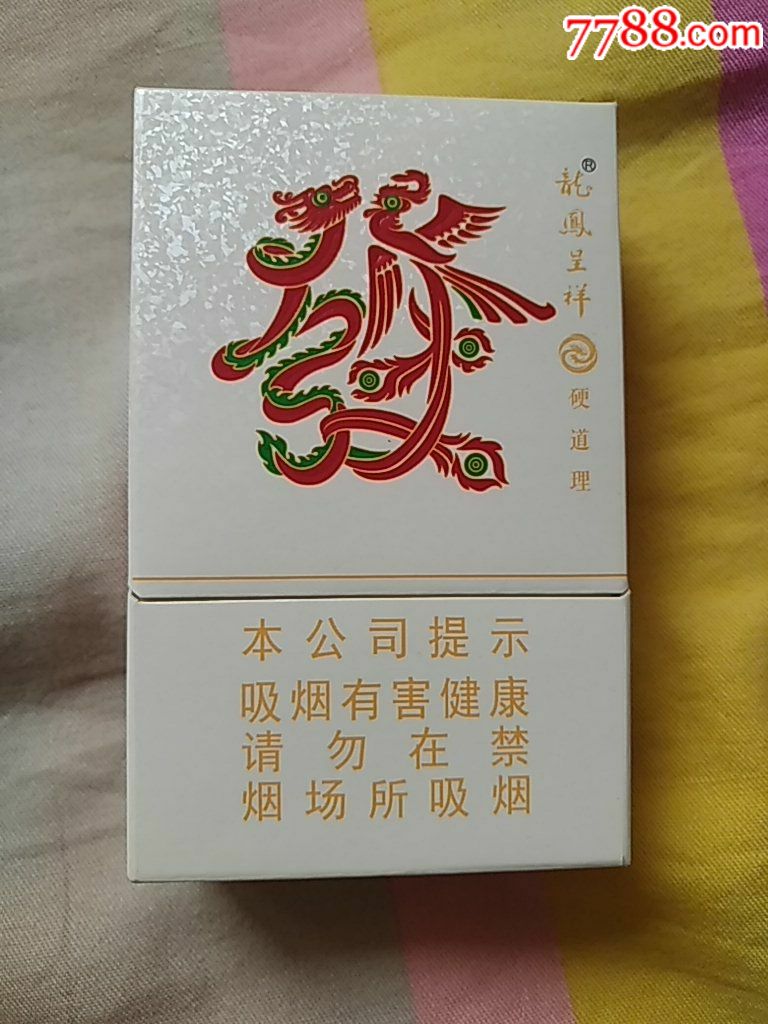 7788.com
龍鳳呈祥®
硬道理
本公司提示
吸烟有害健康
请勿在禁
烟场所吸烟